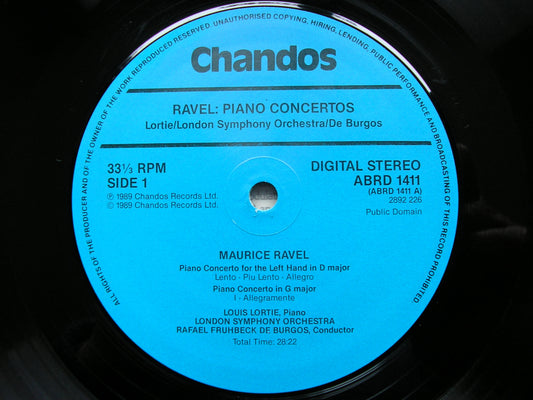 ALL RIGHTS OF THE PRODUCER AND OF THE OWNER OF THE WORK REPRODUCED RESERVED. UNAUTHORISED COPYING, HIRING, LENDING, PUBLIC PERFORMANCE AND BROADCASTING OF THIS RECORD PROHIBITED.
Chandos
RAVEL: PIANO CONCERTOS
Lortie/London Symphony Orchestra/De Burgos
33⅓ RPM
SIDE 1
Ⓟ 1989 Chandos Records Ltd.
© 1989 Chandos Records Ltd.
DIGITAL STEREO
ABRD 1411
(ABRD 1411 A)
2892 226
Public Domain
MAURICE RAVEL
Piano Concerto for the Left Hand in D major
Lento - Piu Lento - Allegro
Piano Concerto in G major
I - Allegramente
LOUIS LORTIE, Piano
LONDON SYMPHONY ORCHESTRA
RAFAEL FRUHBECK DE BURGOS, Conductor
Total Time: 28:22